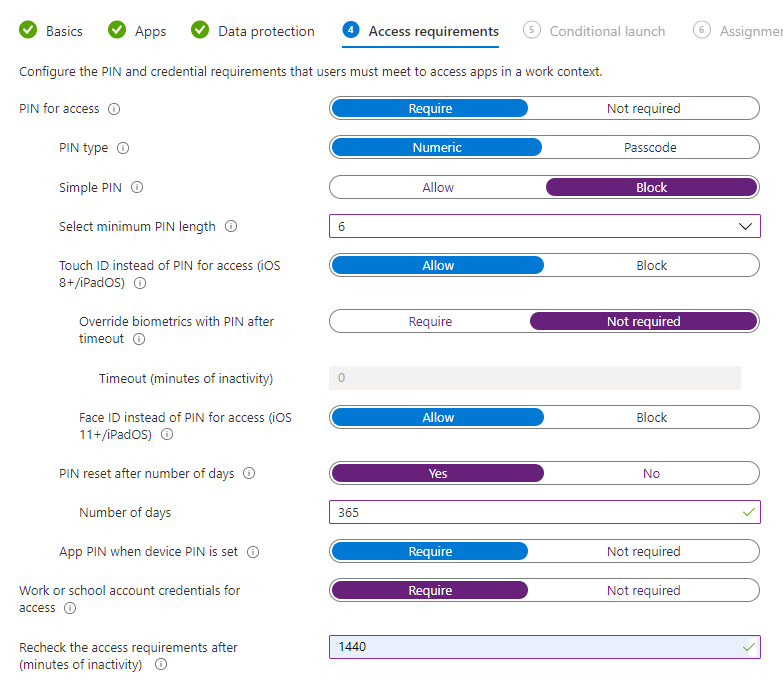 Basics Apps Data protection 4 Access requirements 5 Conditional launch 6 Assignmen
Configure the PIN and credential requirements that users must meet to access apps in a work context.
PIN for access Require Not required
PIN type Numeric Passcode
Simple PIN Allow Block
Select minimum PIN length 6
Touch ID instead of PIN for access (iOS
8+/iPadOS) Allow Block
Override biometrics with PIN after
timeout Require Not required
Timeout (minutes of inactivity) 0
Face ID instead of PIN for access (iOS
11+/iPadOS) Allow Block
PIN reset after number of days Yes No
Number of days 365
App PIN when device PIN is set Require Not required
Work or school account credentials for
access Require Not required
Recheck the access requirements after
(minutes of inactivity) 1440